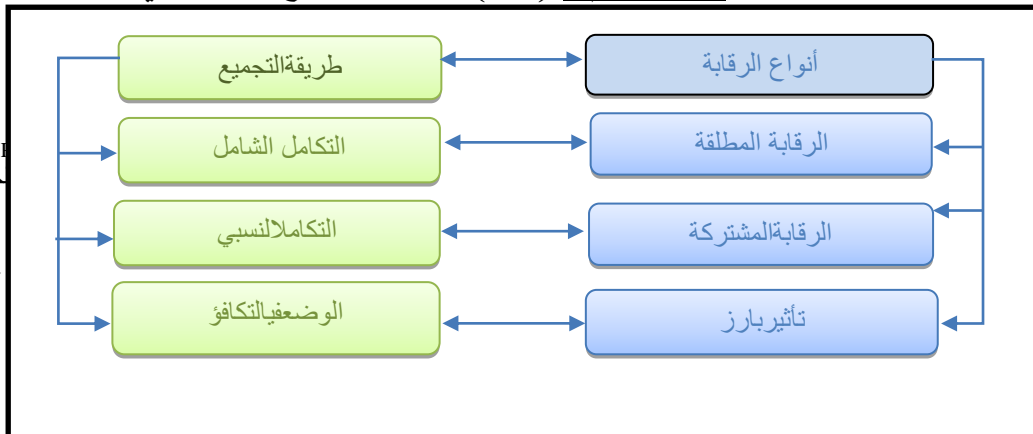 أنواع الرقابة
طريقةالتجميع
الرقابة المطلقة
التكامل الشامل
الرقابةالمشتركة
التكاملالنسبي
تأثيربارز
الوضعفيالتكافؤ